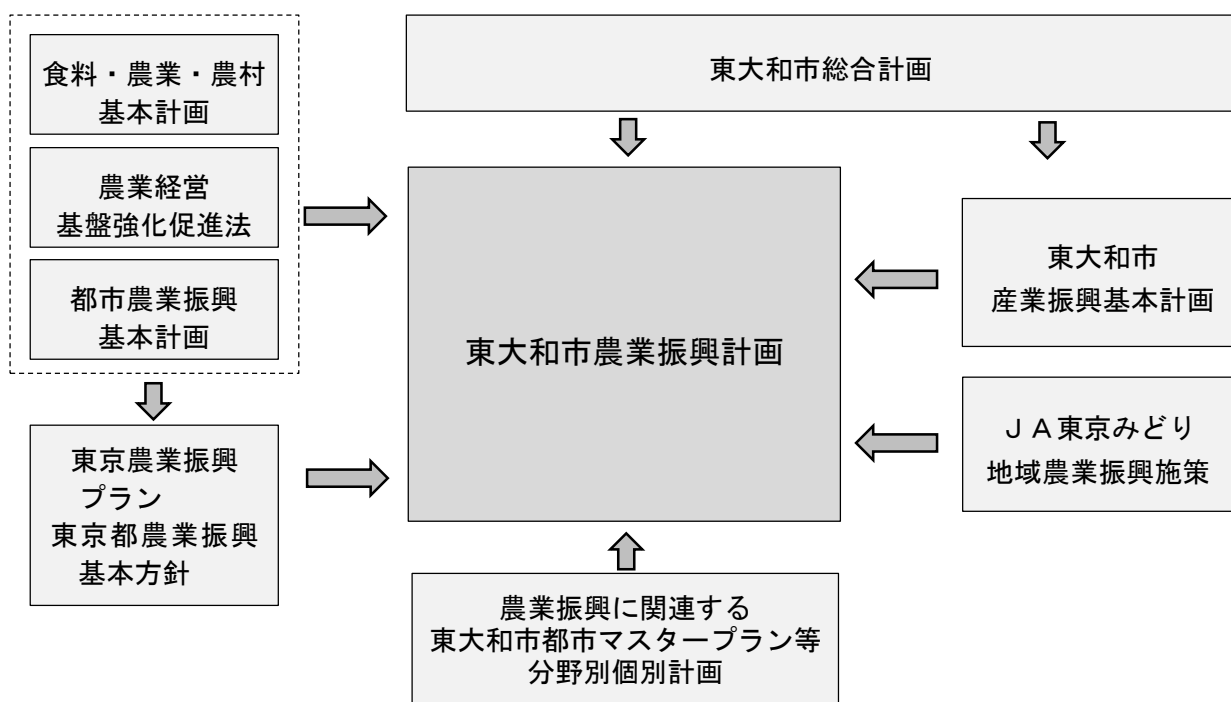 食料・農業・農村
基本計画
農業経営
基盤強化促進法
都市農業振興
基本計画
東京農業振興
プラン
東京都農業振興
基本方針
東大和市総合計画
東大和市農業振興計画
東大和市
産業振興基本計画
ＪＡ東京みどり
地域農業振興施策
農業振興に関連する
東大和市都市マスタープラン等
分野別個別計画